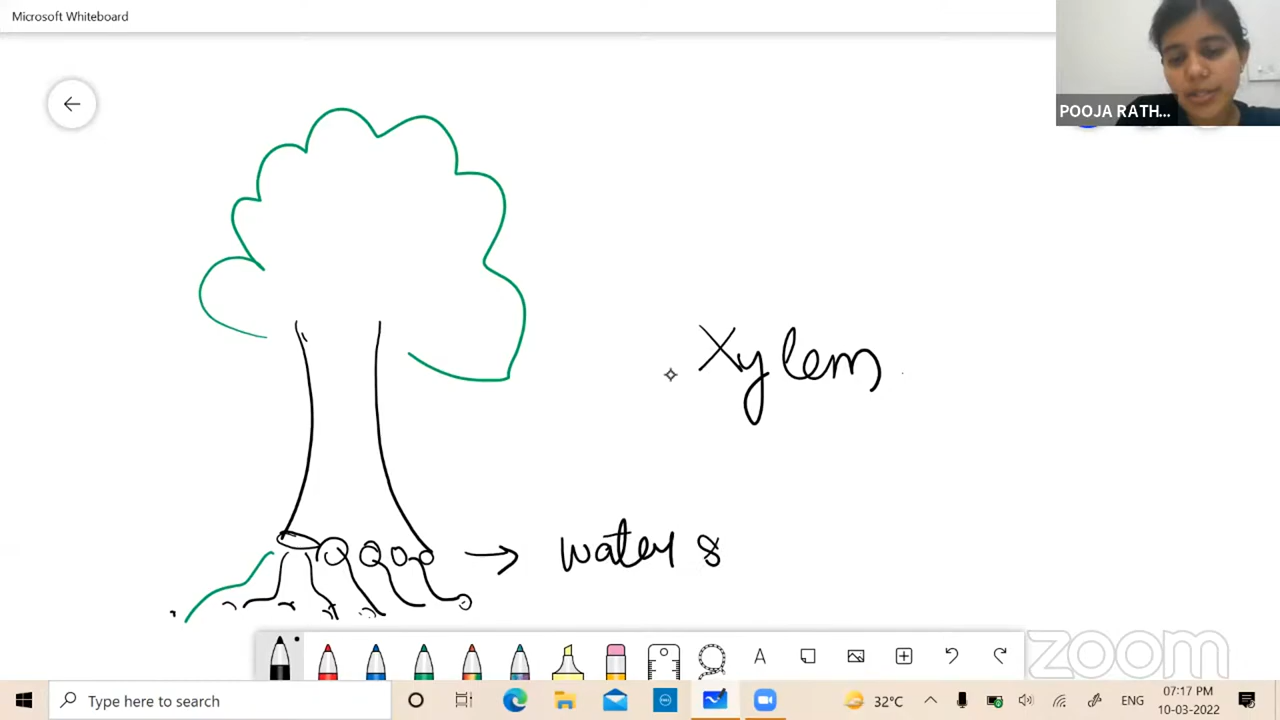 Microsoft Whiteboard
POOJA RATH...
Xylem
water &
A
zoom
Type here to search
32°C
ENG
07:17 PM
10-03-2022